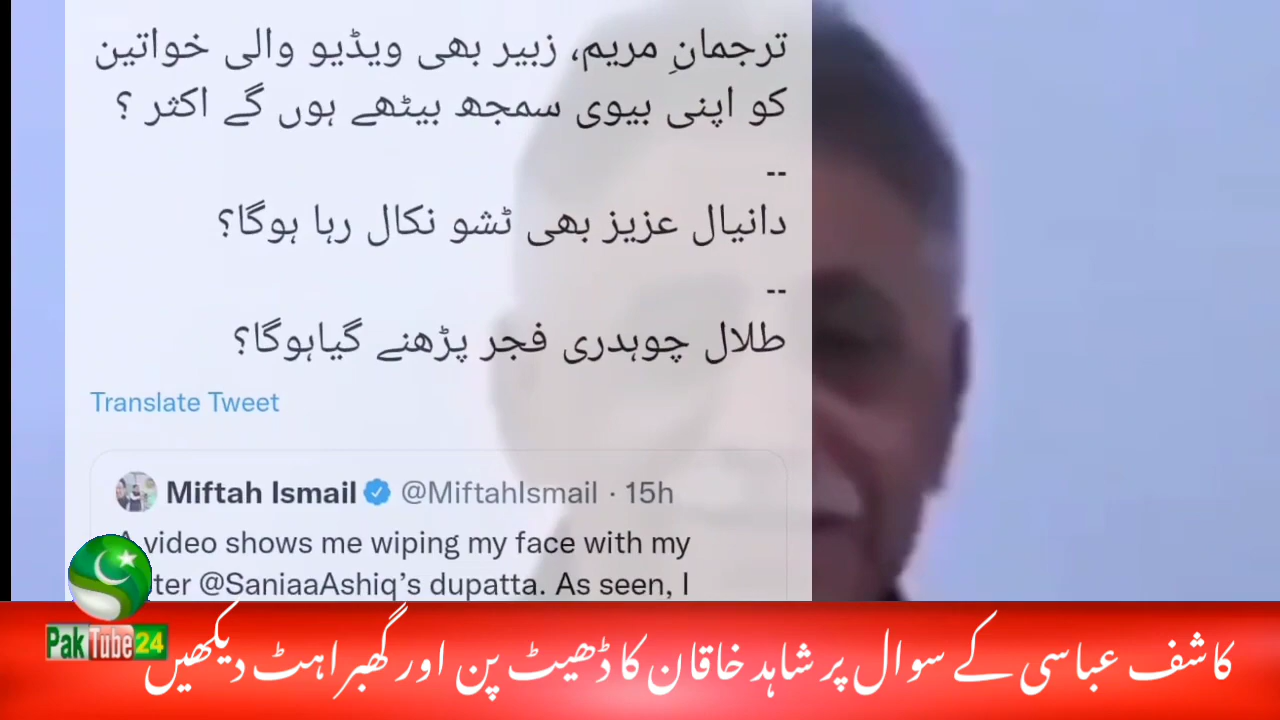 ترجمانِ مریم، زبیر بھی ویڈیو والی خواتین
کو اپنی بیوی سمجھ بیٹھے ہوں گے اکثر ؟
--
دانیال عزیز بھی ٹشو نکال رہا ہوگا؟
--
طلال چوہدری فجر پڑھنے گیاہوگا؟
Translate Tweet
Miftah Ismail @MiftahIsmail · 15h
A video shows me wiping my face with my
ter @SaniaaAshiq’s dupatta. As seen, I
PakTube24
کاشف عباسی کے سوال پر شاہد خاقان کا ڈھیٹ پن اور گھبراہٹ دیکھیں